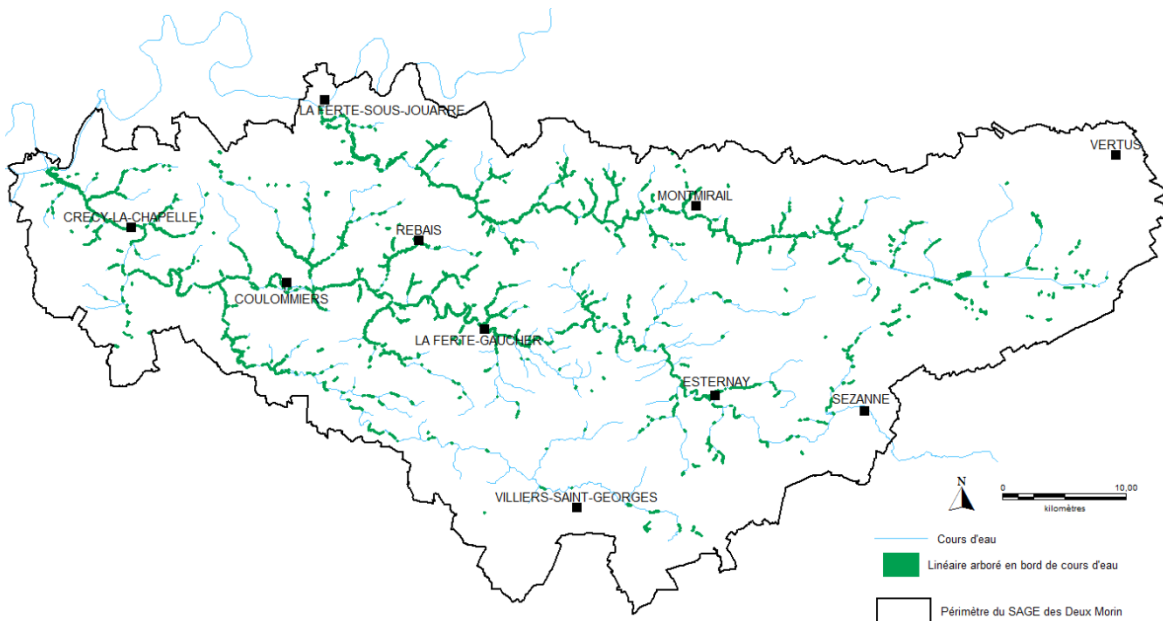 LA FERTE-SOUS-JOUARRE
VERTUS
MONTMIRAIL
CRECY-LA-CHAPELLE
REBAIS
COULOMMIERS
LA FERTE-GAUCHER
ESTERNAY
SEZANNE
VILLIERS-SAINT-GEORGES
N
0 10,00
kilomètres
Cours d'eau
Linéaire arboré en bord de cours d'eau
Périmètre du SAGE des Deux Morin